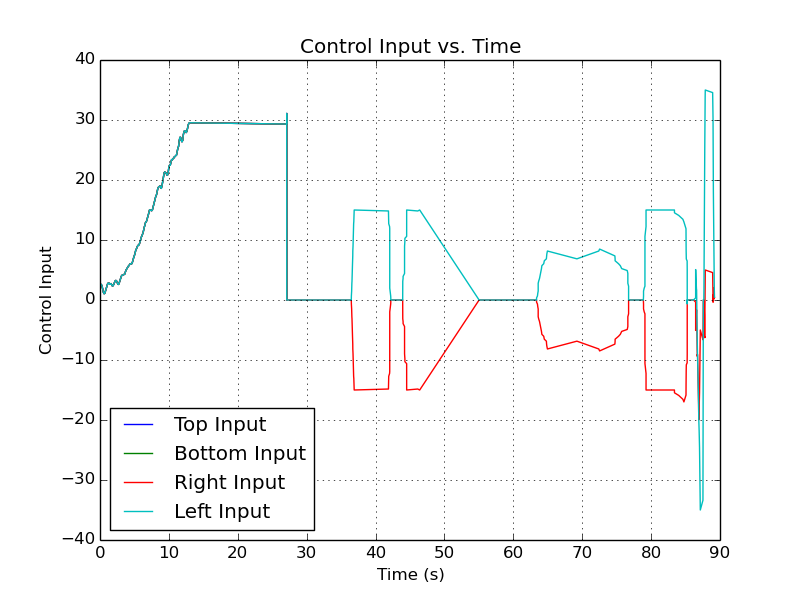 Control Input vs. Time
40
30
20
10
0
−10
−20
−30
−40
Control Input
Top Input
Bottom Input
Right Input
Left Input
0 10 20 30 40 50 60 70 80 90
Time (s)